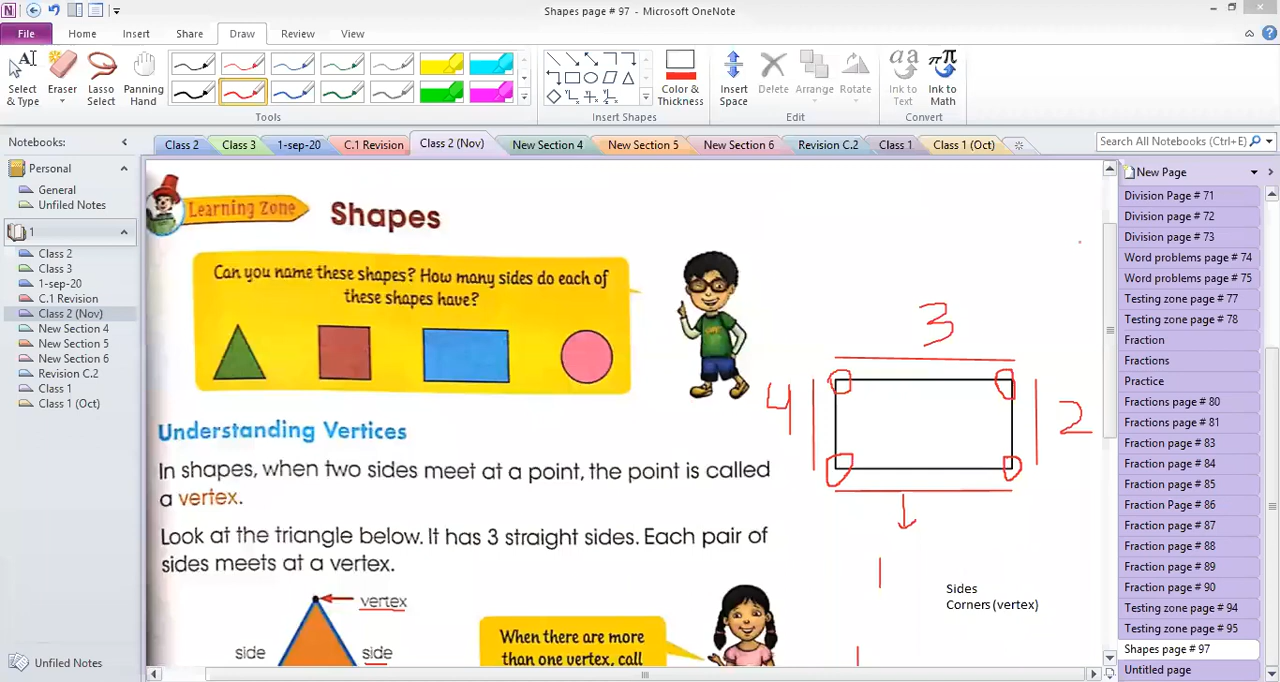 Shapes page # 97 - Microsoft OneNote
File Home Insert Share Draw Review View
Select & Type
Eraser
Lasso Select
Panning Hand
Color & Thickness
Insert Space
Delete
Arrange
Rotate
Ink to Text
Ink to Math
Tools
Insert Shapes
Edit
Convert
Notebooks:
Personal
General
Unfiled Notes
1
Class 2
Class 3
1-sep-20
C.1 Revision
Class 2 (Nov)
New Section 4
New Section 5
New Section 6
Revision C.2
Class 1
Class 1 (Oct)
Unfiled Notes
Class 2 Class 3 1-sep-20 C.1 Revision Class 2 (Nov) New Section 4 New Section 5 New Section 6 Revision C.2 Class 1 Class 1 (Oct)
Search All Notebooks (Ctrl+E)
Learning Zone
Shapes
Can you name these shapes? How many sides do each of
these shapes have?
Understanding Vertices
In shapes, when two sides meet at a point, the point is called
a vertex.
Look at the triangle below. It has 3 straight sides. Each pair of
sides meets at a vertex.
vertex
side
side
When there are more
than one vertex, call
3
4
2
1
Sides
Corners (vertex)
New Page
Division Page # 71
Division page # 72
Division page # 73
Word problems page # 74
Word problems page # 75
Testing zone page # 77
Testing zone page # 78
Fraction
Fractions
Practice
Fractions page # 80
Fractions page # 81
Fraction page # 83
Fraction page # 84
Fraction page # 85
Fraction Page # 86
Fraction page # 87
Fraction page # 88
Fraction page # 89
Fraction page # 90
Testing zone page # 94
Testing zone page # 95
Shapes page # 97
Untitled page